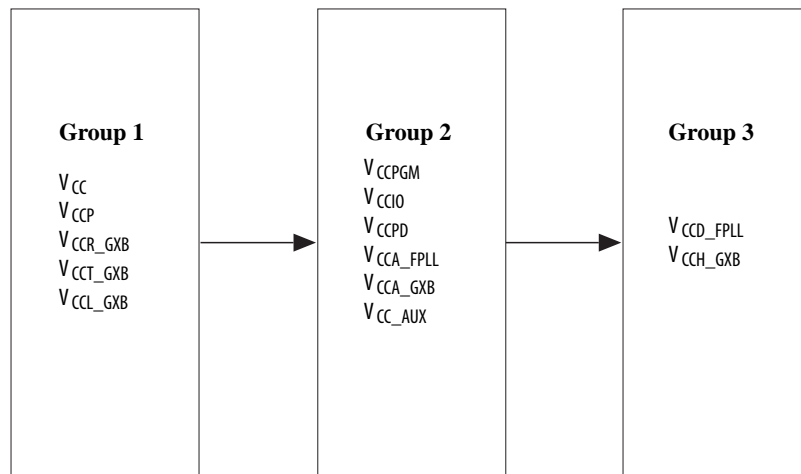 Group 1
VCC
VCCP
VCCR_GXB
VCCT_GXB
VCCL_GXB
Group 2
VCCPGM
VCCIO
VCCPD
VCCA_FPLL
VCCA_GXB
VCC_AUX
Group 3
VCCD_FPLL
VCCH_GXB